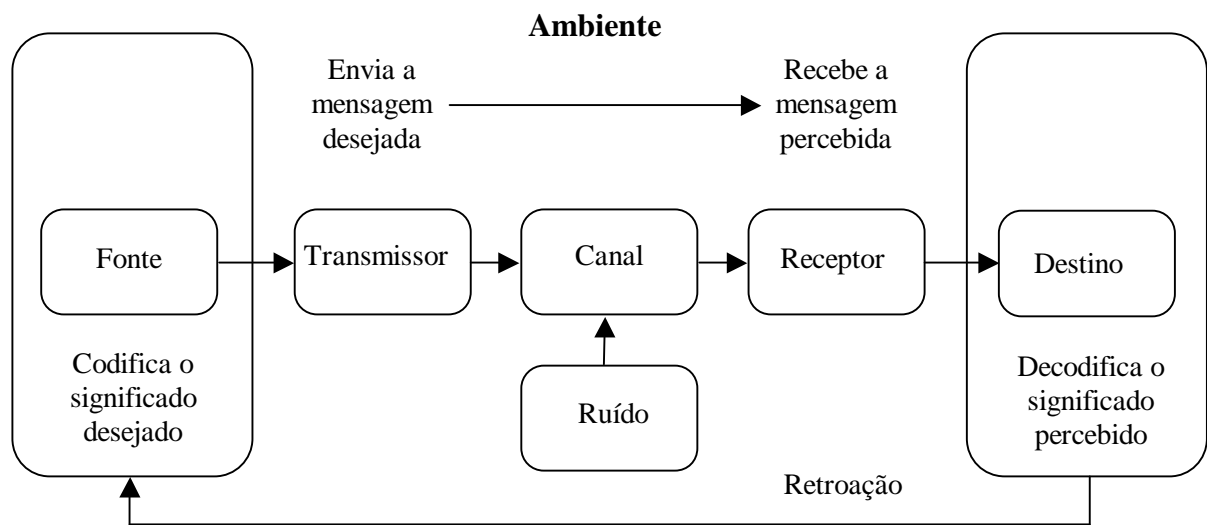 Ambiente
Envia a
mensagem
desejada
Recebe a
mensagem
percebida
Fonte
Transmissor
Canal
Receptor
Destino
Codifica o
significado
desejado
Ruído
Decodifica o
significado
percebido
Retroação